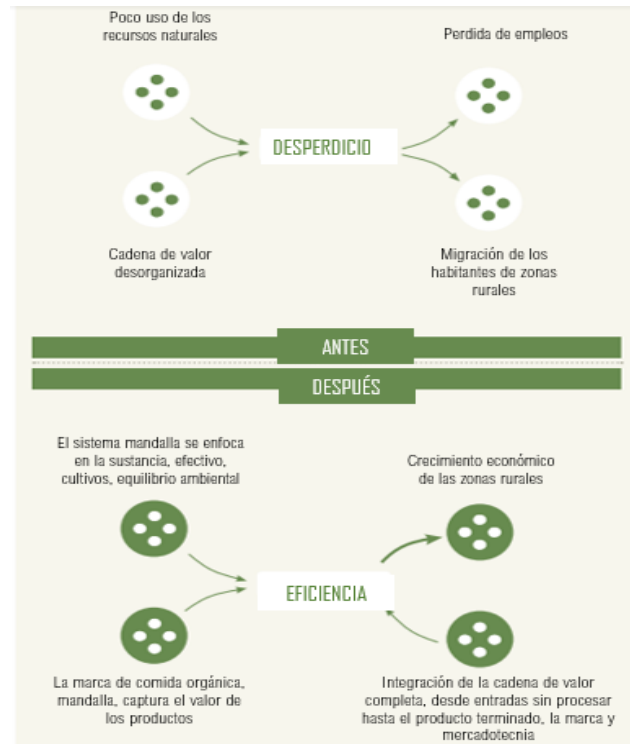 Poco uso de los
recursos naturales
Perdida de empleos
DESPERDICIO
Cadena de valor
desorganizada
Migración de los
habitantes de zonas
rurales
ANTES
DESPUÉS
El sistema mandalla se enfoca
en la sustancia, efectivo,
cultivos, equilibrio ambiental
Crecimiento económico
de las zonas rurales
EFICIENCIA
La marca de comida orgánica,
mandalla, captura el valor de
los productos
Integración de la cadena de valor
completa, desde entradas sin procesar
hasta el producto terminado, la marca y
mercadotecnia